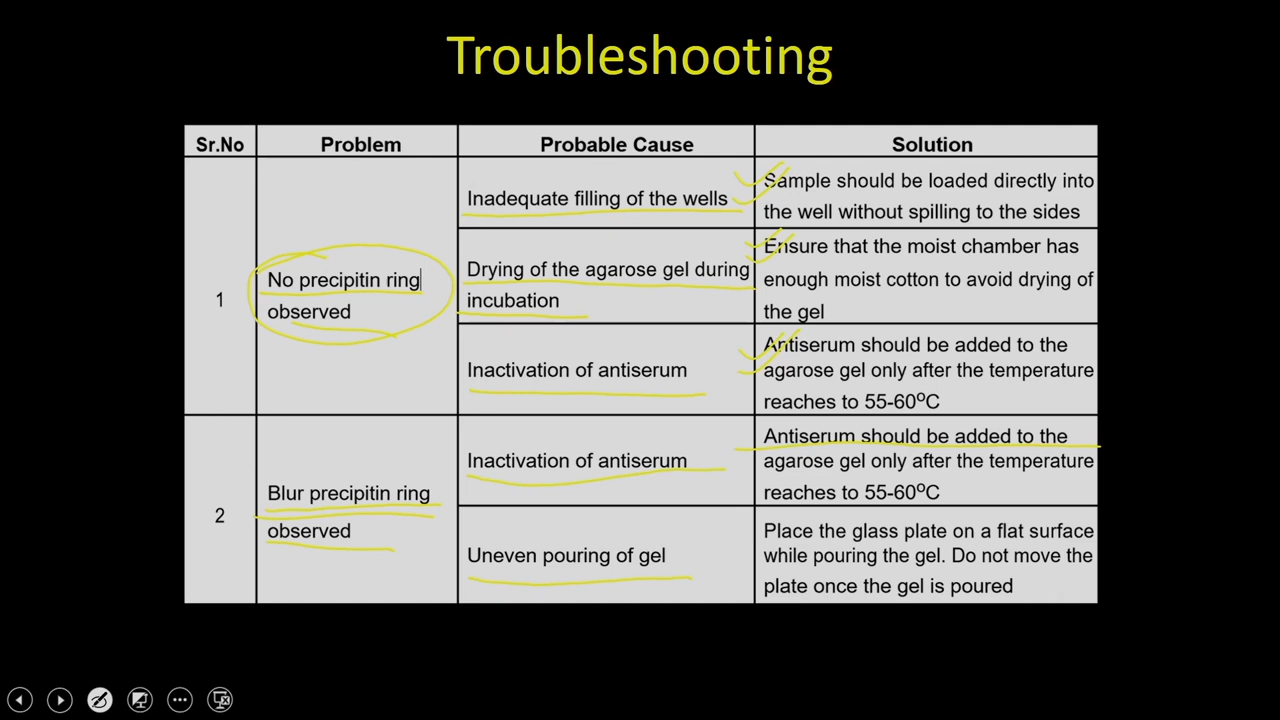 Troubleshooting
Sr.No Problem Probable Cause Solution
1
No precipitin ring
observed
Inadequate filling of the wells
Sample should be loaded directly into
the well without spilling to the sides
Drying of the agarose gel during
incubation
Ensure that the moist chamber has
enough moist cotton to avoid drying of
the gel
Inactivation of antiserum
Antiserum should be added to the
agarose gel only after the temperature
reaches to 55-60ºC
2
Blur precipitin ring
observed
Inactivation of antiserum
Antiserum should be added to the
agarose gel only after the temperature
reaches to 55-60ºC
Uneven pouring of gel
Place the glass plate on a flat surface
while pouring the gel. Do not move the
plate once the gel is poured